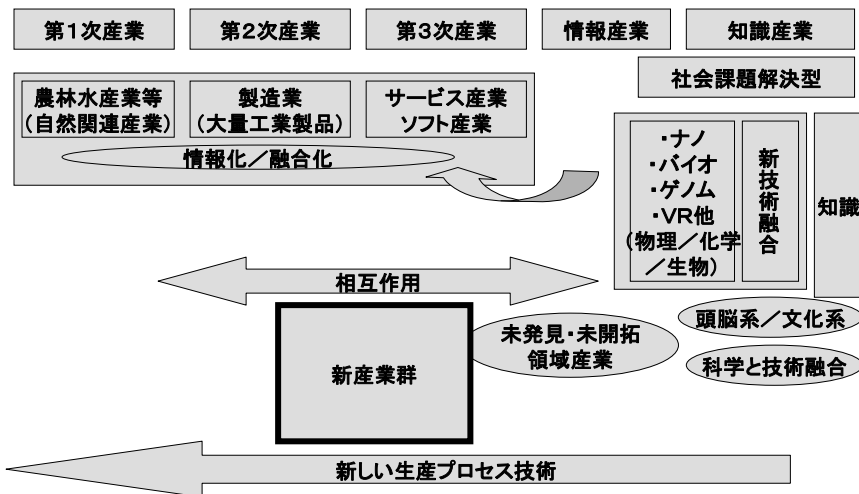 第1次産業
第2次産業
第3次産業
情報産業
知識産業
社会課題解決型
農林水産業等
(自然関連産業)
製造業
(大量工業製品)
サービス産業
ソフト産業
情報化／融合化
・ナノ
・バイオ
・ゲノム
・VR他
(物理／化学
／生物)
新技術融合
知識
相互作用
頭脳系／文化系
未発見・未開拓
領域産業
科学と技術融合
新産業群
新しい生産プロセス技術